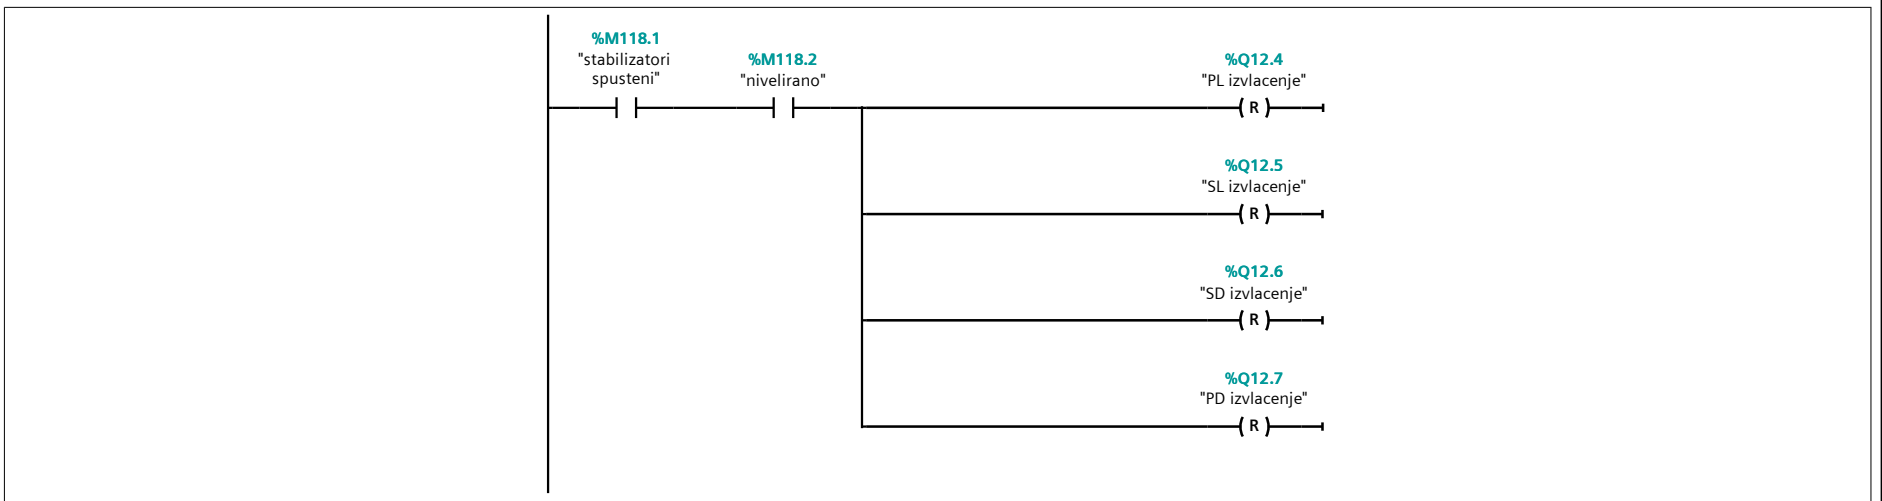 %M118.1
"stabilizatori
spusteni"
%M118.2
"nivelirano"
%Q12.4
"PL izvlacenje"
R
%Q12.5
"SL izvlacenje"
R
%Q12.6
"SD izvlacenje"
R
%Q12.7
"PD izvlacenje"
R